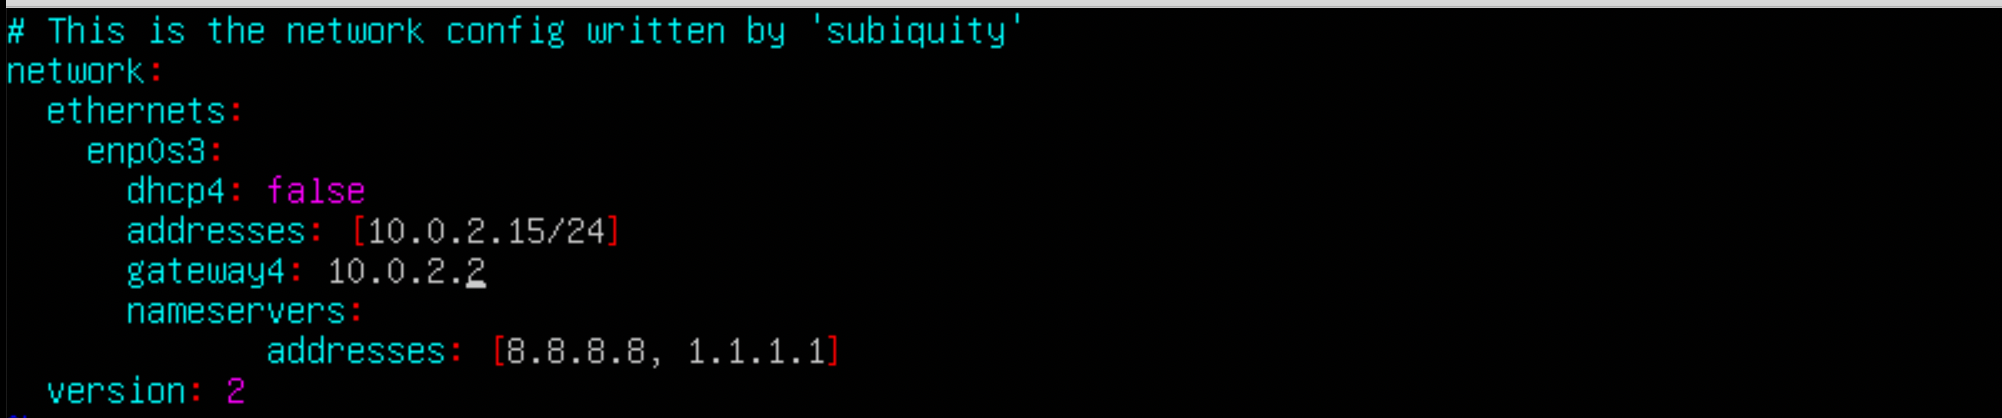 # This is the network config written by 'subiquity'
network:
  ethernets:
    enp0s3:
      dhcp4: false
      addresses: [10.0.2.15/24]
      gateway4: 10.0.2.2
      nameservers:
             addresses: [8.8.8.8, 1.1.1.1]
  version: 2